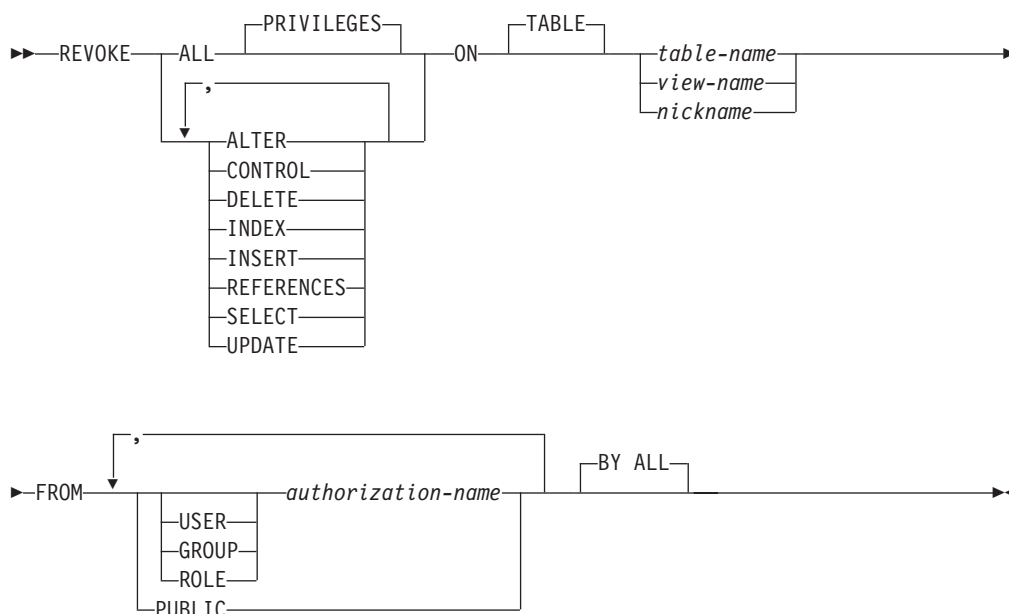 PRIVILEGES
TABLE
REVOKE ALL ON table-name
, view-name
nickname
ALTER
CONTROL
DELETE
INDEX
INSERT
REFERENCES
SELECT
UPDATE
,
BY ALL
FROM authorization-name
USER
GROUP
ROLE
PUBLIC